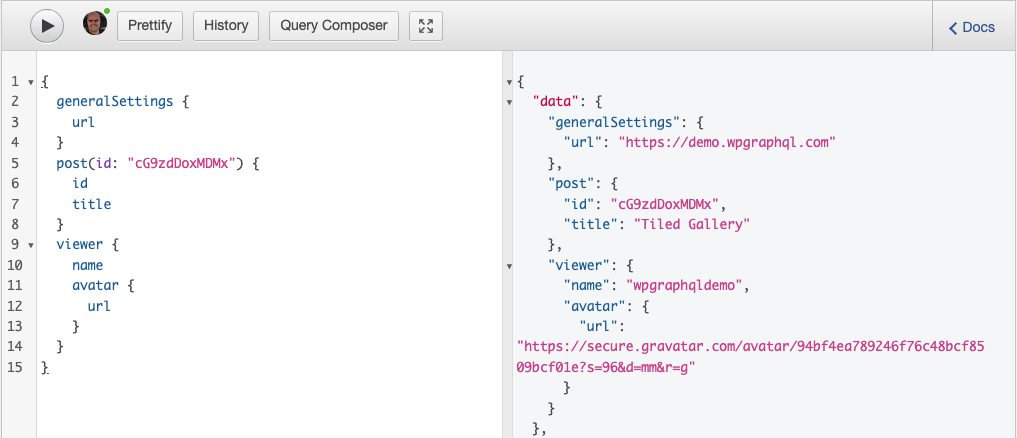 Prettify History Query Composer Docs
1 {
2 generalSettings {
3 url
4 }
5 post(id: "cG9zdDoxMDMx") {
6 id
7 title
8 }
9 viewer {
10 name
11 avatar {
12 url
13 }
14 }
15 }
{
"data": {
"generalSettings": {
"url": "https://demo.wpgraphql.com"
},
"post": {
"id": "cG9zdDoxMDMx",
"title": "Tiled Gallery"
},
"viewer": {
"name": "wpgraphqldemo",
"avatar": {
"url":
"https://secure.gravatar.com/avatar/94bf4ea789246f76c48bcf85
09bcf01e?s=96&d=mm&r=g"
}
}
},